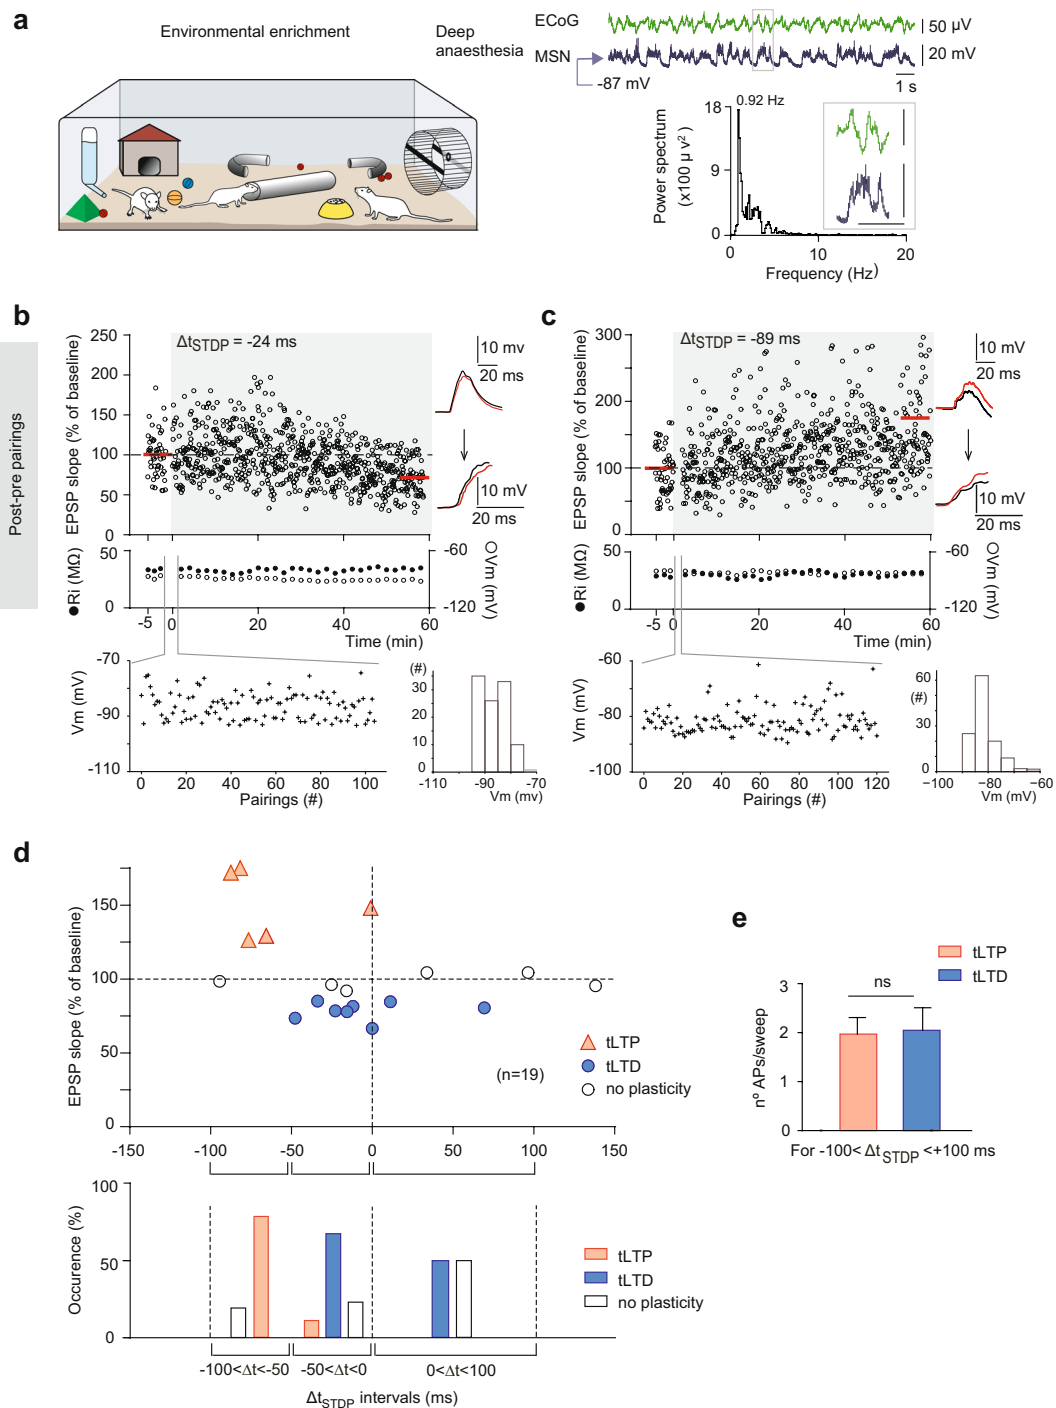 a
Environmental enrichment
Deep
anaesthesia
ECoG
50 µV
MSN
20 mV
-87 mV
1 s
0.92 Hz
18
9
0
Power spectrum
(x100 µ v²)
0 10 20
Frequency (Hz)
Post-pre pairings
b
250
200
150
100
50
0
EPSP slope (% of baseline)
ΔtSTDP = -24 ms
10 mv
20 ms
10 mV
20 ms
50
0
●Ri (MΩ)
-60
-120
OVm (mV)
-5 0 20 40 60
Time (min)
-70
-90
-110
Vm (mV)
0 20 40 60 80 100
Pairings (#)
(#)
30
20
10
0
-110 -90 -70
Vm (mv)
c
300
200
100
0
EPSP slope (% of baseline)
ΔtSTDP = -89 ms
10 mV
20 ms
10 mV
20 ms
50
0
●Ri (MΩ)
-60
-120
OVm (mV)
-5 0 20 40 60
Time (min)
-60
-80
-100
Vm (mV)
0 20 40 60 80 100 120
Pairings (#)
60
(#)
30
0
−100 −80 −60
Vm (mV)
d
150
100
50
0
EPSP slope (% of baseline)
(n=19)
tLTP
tLTD
no plasticity
-150 -100 -50 0 50 100 150
100
50
0
Occurence (%)
tLTP
tLTD
no plasticity
-100<Δt<-50 -50<Δt<0 0<Δt<100
ΔtSTDP intervals (ms)
e
tLTP
tLTD
ns
3
2
1
0
nº APs/sweep
For -100< ΔtSTDP <+100 ms